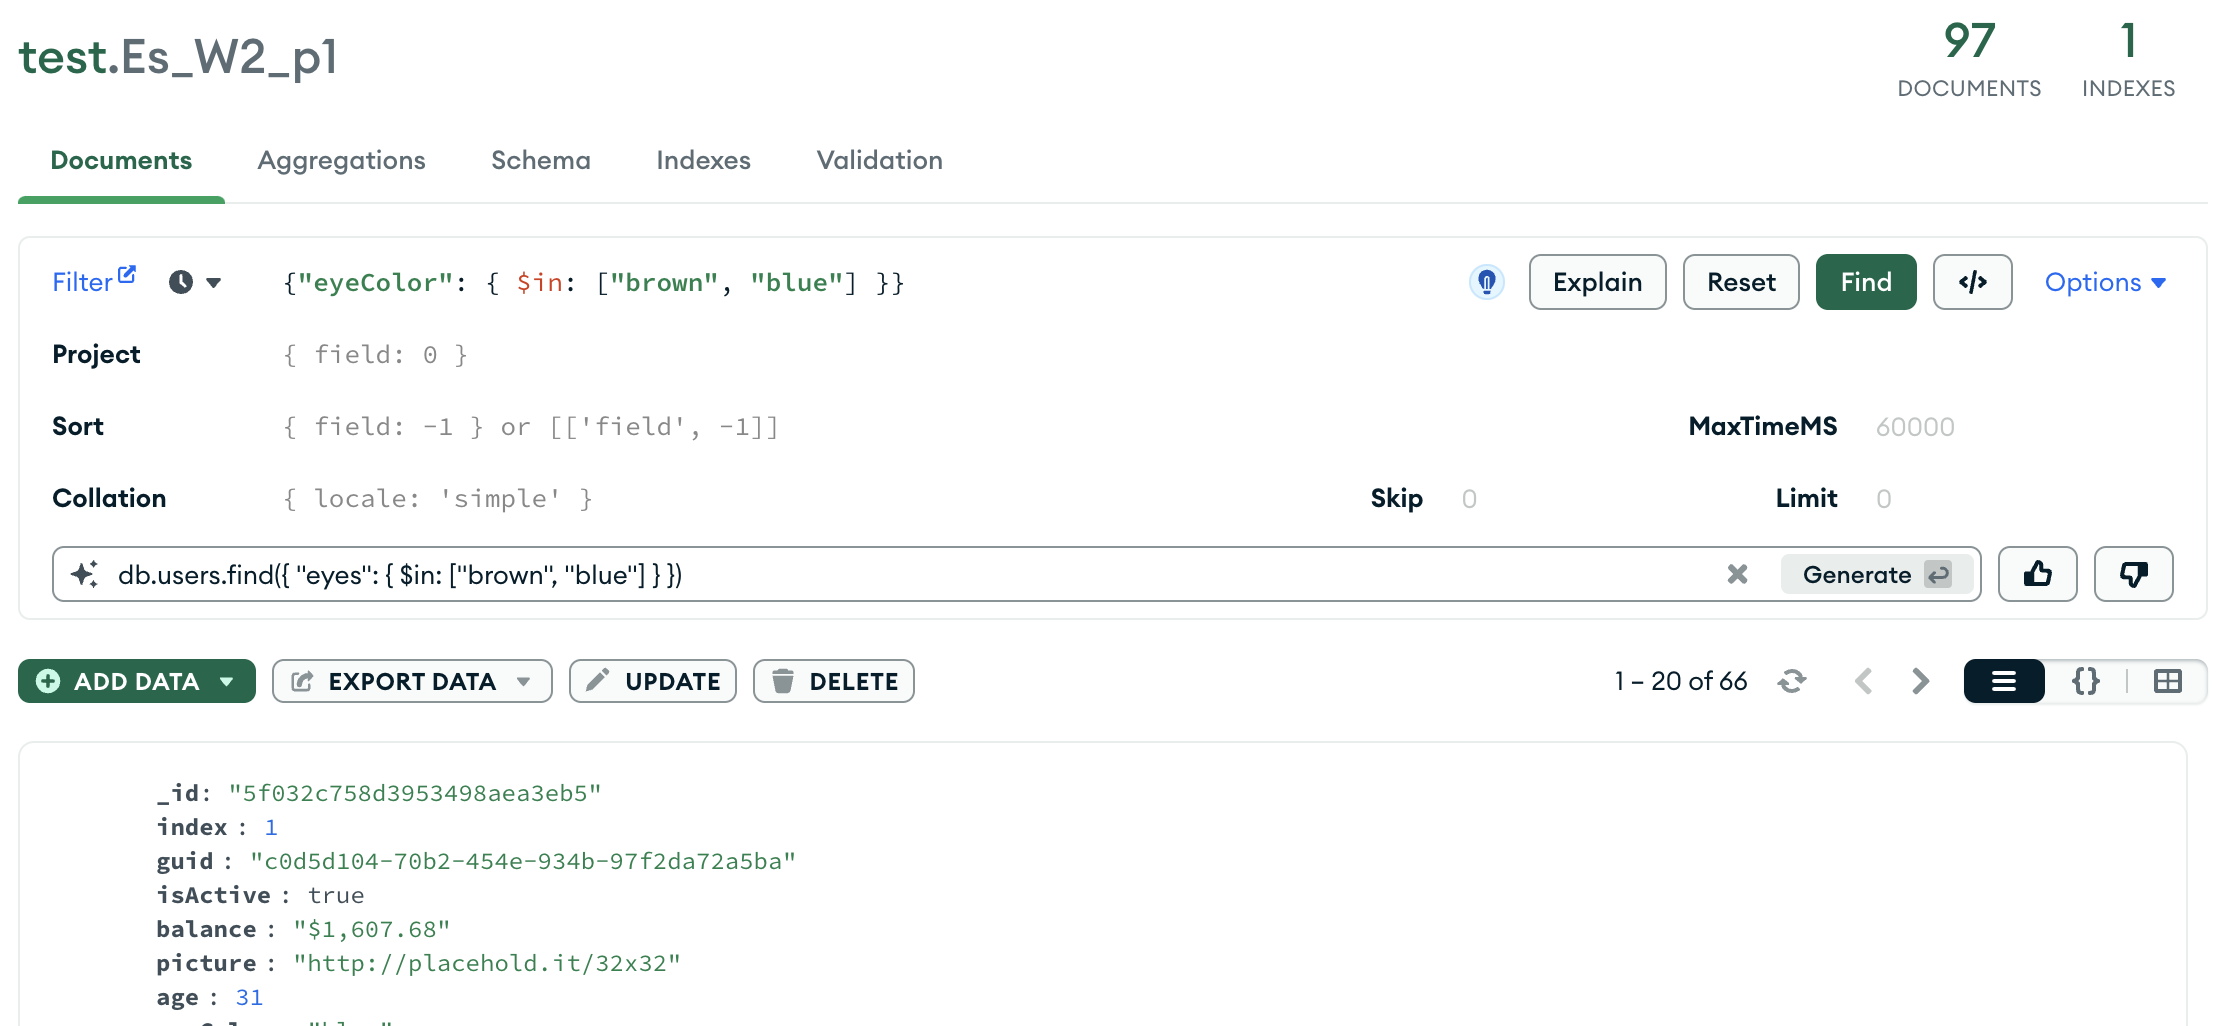 test.Es_W2_p1
97 DOCUMENTS
1 INDEXES
Documents Aggregations Schema Indexes Validation
Filter {"eyeColor": { $in: ["brown", "blue"] }} Explain Reset Find </> Options
Project { field: 0 }
Sort { field: -1 } or [['field', -1]] MaxTimeMS 60000
Collation { locale: 'simple' } Skip 0 Limit 0
db.users.find({ "eyes": { $in: ["brown", "blue"] } }) Generate
ADD DATA EXPORT DATA UPDATE DELETE 1 – 20 of 66 {}
_id: "5f032c758d3953498aea3eb5"
index : 1
guid : "c0d5d104-70b2-454e-934b-97f2da72a5ba"
isActive : true
balance : "$1,607.68"
picture : "http://placehold.it/32x32"
age : 31